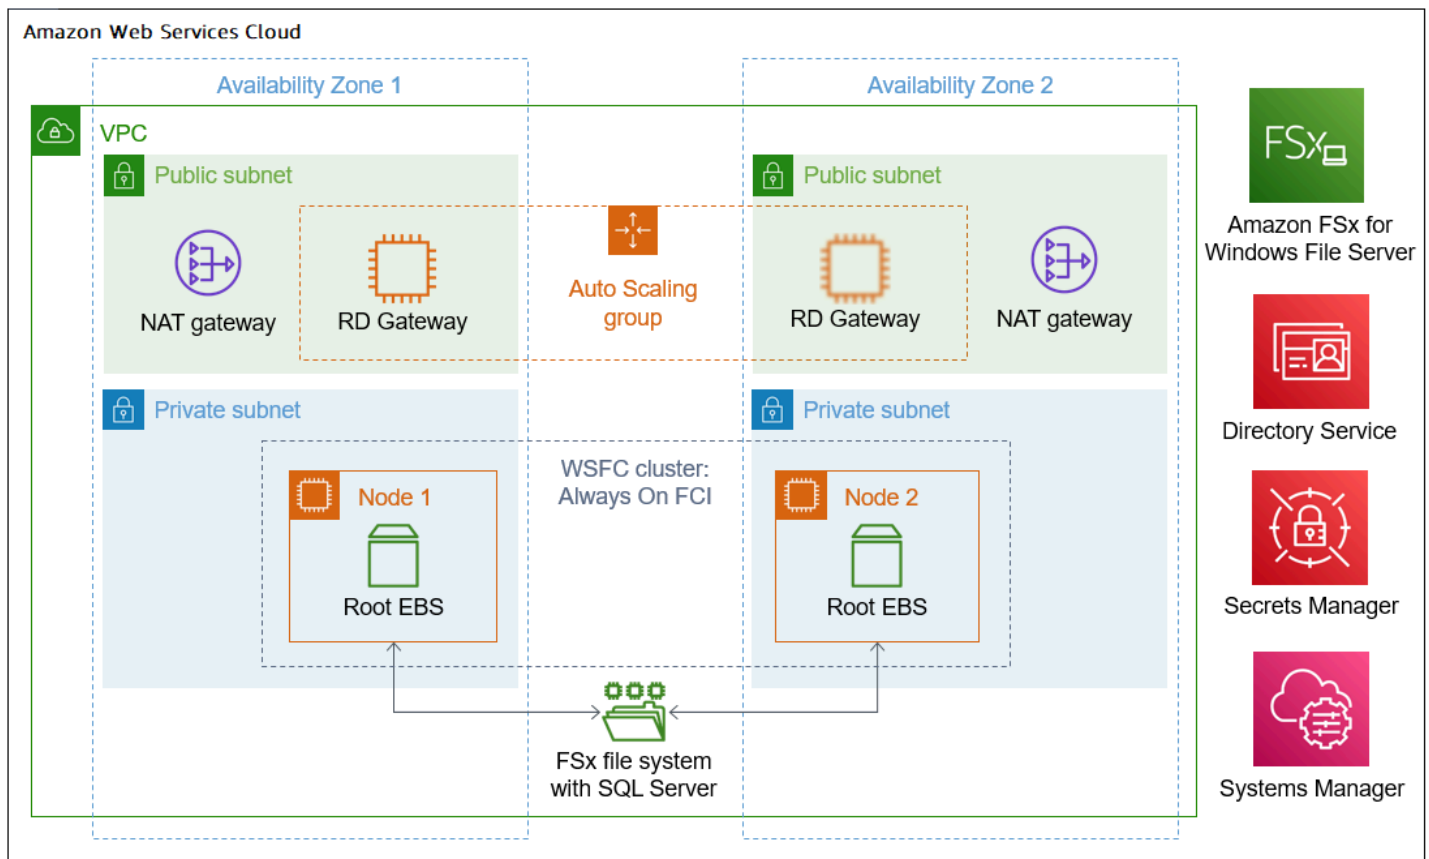 Amazon Web Services Cloud
Availability Zone 1
Availability Zone 2
VPC
Public subnet
Public subnet
NAT gateway
RD Gateway
Auto Scaling
group
RD Gateway
NAT gateway
Private subnet
Private subnet
WSFC cluster:
Always On FCI
Node 1
Root EBS
Node 2
Root EBS
FSx file system
with SQL Server
FSx
Amazon FSx for
Windows File Server
Directory Service
Secrets Manager
Systems Manager